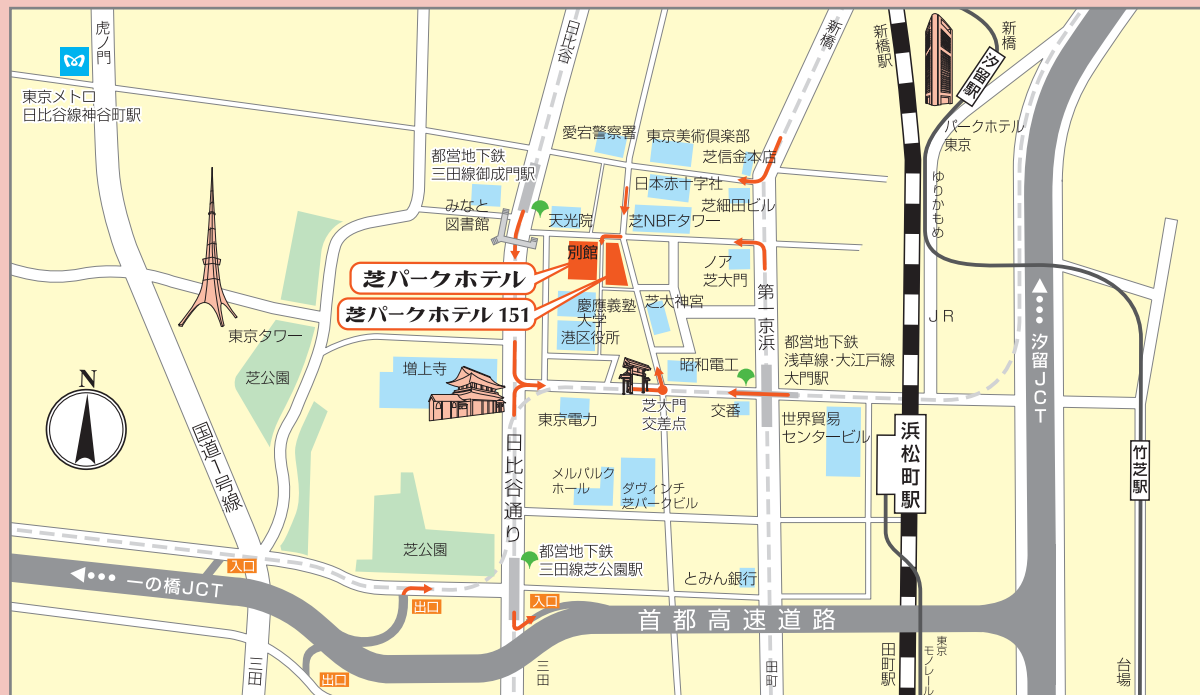 虎ノ門
日比谷
新橋
新橋駅
汐留駅
新橋
東京メトロ
日比谷線神谷町駅
パークホテル
東京
愛宕警察署
東京美術倶楽部
芝信金本店
都営地下鉄
三田線御成門駅
日本赤十字社
芝細田ビル
みなと
図書館
天光院
芝NBFタワー
ゆりかもめ
別館
ノア
芝大門
芝パークホテル
芝パークホテル 151
慶應義塾
大学
港区役所
芝大神宮
第一京浜
JR
汐留JCT
東京タワー
都営地下鉄
浅草線・大江戸線
大門駅
昭和電工
芝公園
増上寺
N
東京電力
芝大門
交差点
交番
世界貿易
センタービル
浜松町駅
竹芝駅
国道1号線
日比谷通り
メルパルク
ホール
ダヴィンチ
芝パークビル
芝公園
都営地下鉄
三田線芝公園駅
とみん銀行
入口
一の橋JCT
出口
入口
首都高速道路
出口
三田
三田
田町
田町駅
東京
モノレール
台場